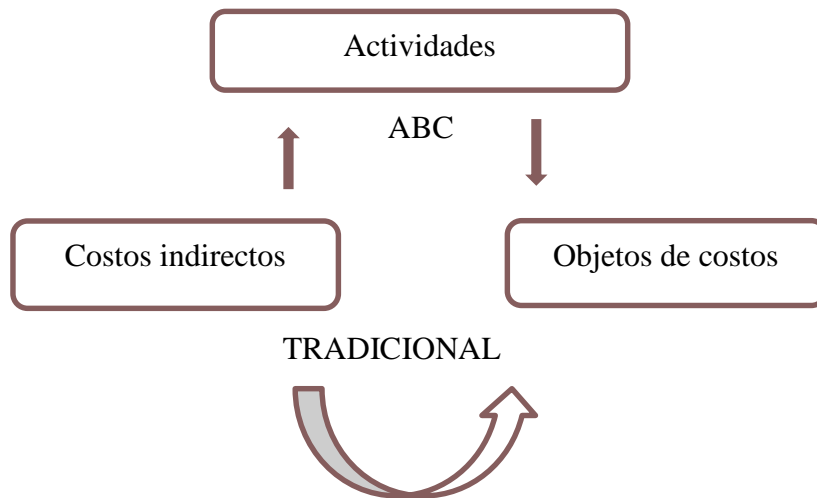 Actividades
ABC
Costos indirectos
Objetos de costos
TRADICIONAL